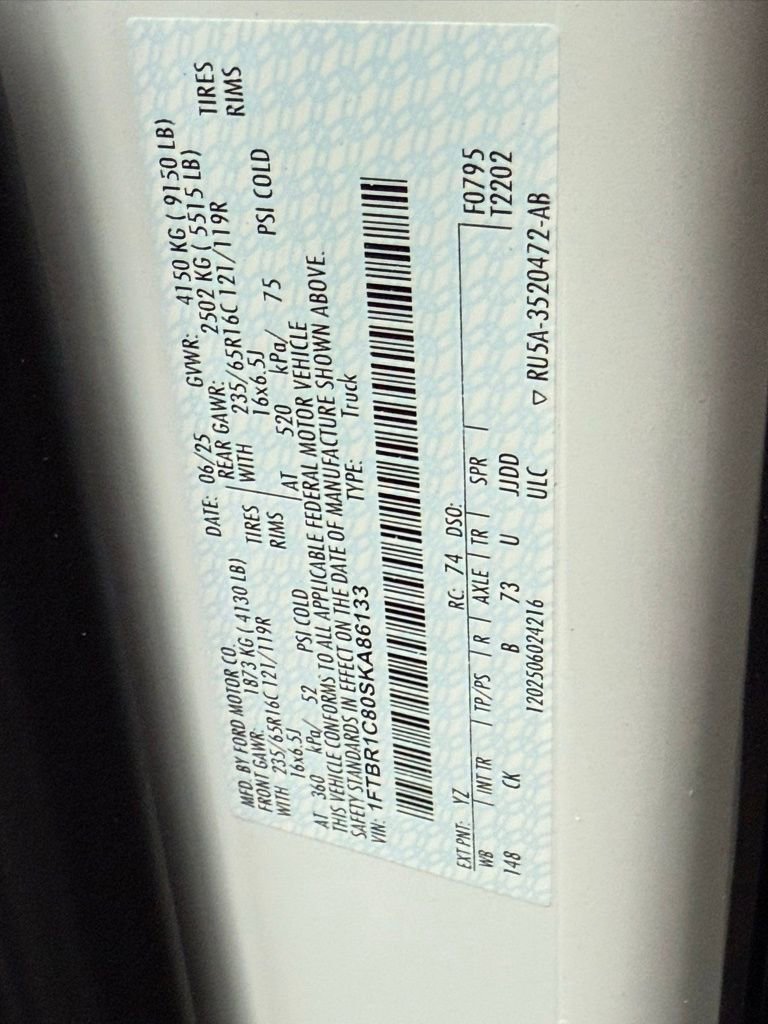 MFD. BY FORD MOTOR CO. DATE: 06/25 GVWR: 4150 KG ( 9150 LB)
FRONT GAWR: 1873 KG ( 4130 LB) REAR GAWR: 2502 KG ( 5515 LB)
WITH 235/65R16C 121/119R TIRES WITH 235/65R16C 121/119R TIRES
16x6.5J RIMS 16x6.5J RIMS
AT 360 kPa/ 52 PSI COLD AT 520 kPa/ 75 PSI COLD
THIS VEHICLE CONFORMS TO ALL APPLICABLE FEDERAL MOTOR VEHICLE
SAFETY STANDARDS IN EFFECT ON THE DATE OF MANUFACTURE SHOWN ABOVE.
VIN: 1FTBR1C80SKA86133 TYPE: Truck
EXT PNT: YZ RC: 74 DSO: F0795
WB INT TR TP/PS R AXLE TR SPR T2202
148 CK B 73 U JJDD
1202506024216 ULC ▽ RU5A-3520472-AB